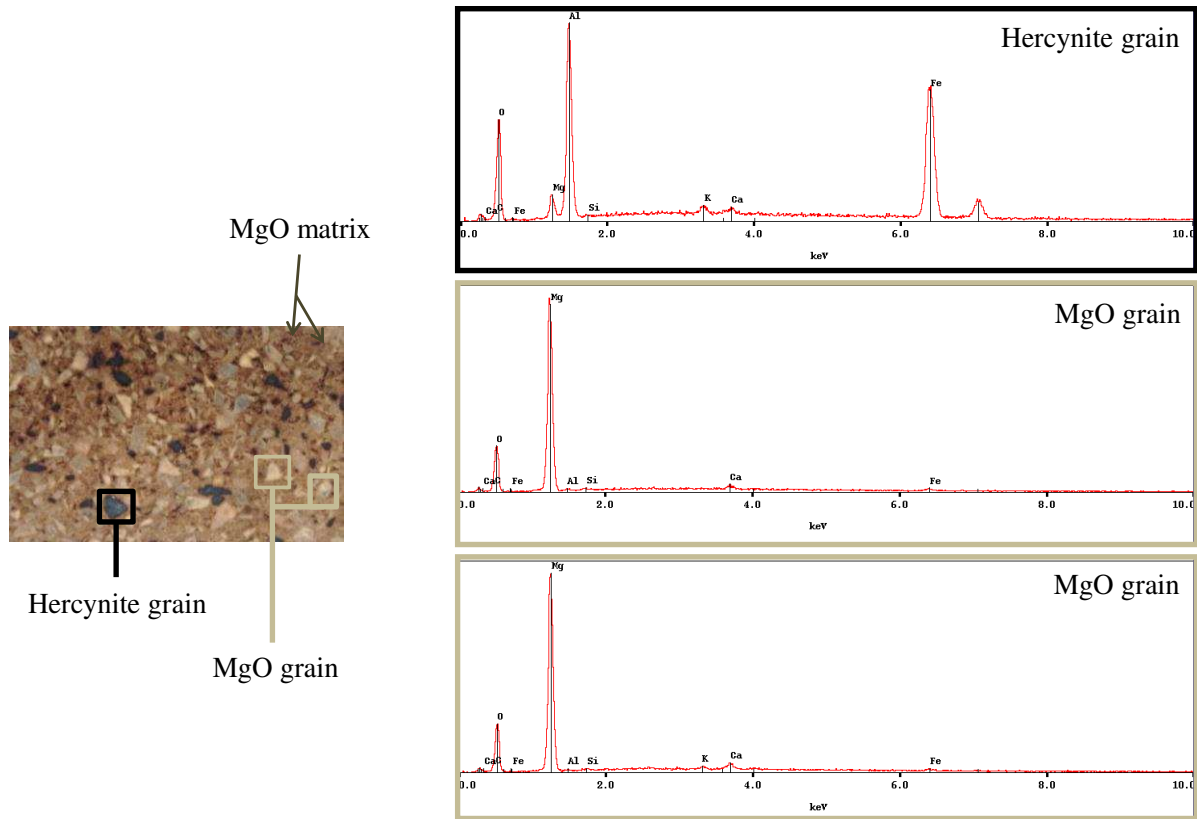 MgO matrix
Hercynite grain
MgO grain
Hercynite grain
Al
Fe
O
Mg
K
Ca
Ca C Fe
Si
0.0 2.0 4.0 6.0 8.0 10.0
keV
MgO grain
Mg
O
Ca
Ca C Fe Al Si Fe
0.0 2.0 4.0 6.0 8.0 10.0
keV
MgO grain
Mg
O
Ca
K
Ca C Fe Al Si Fe
0.0 2.0 4.0 6.0 8.0 10.0
keV